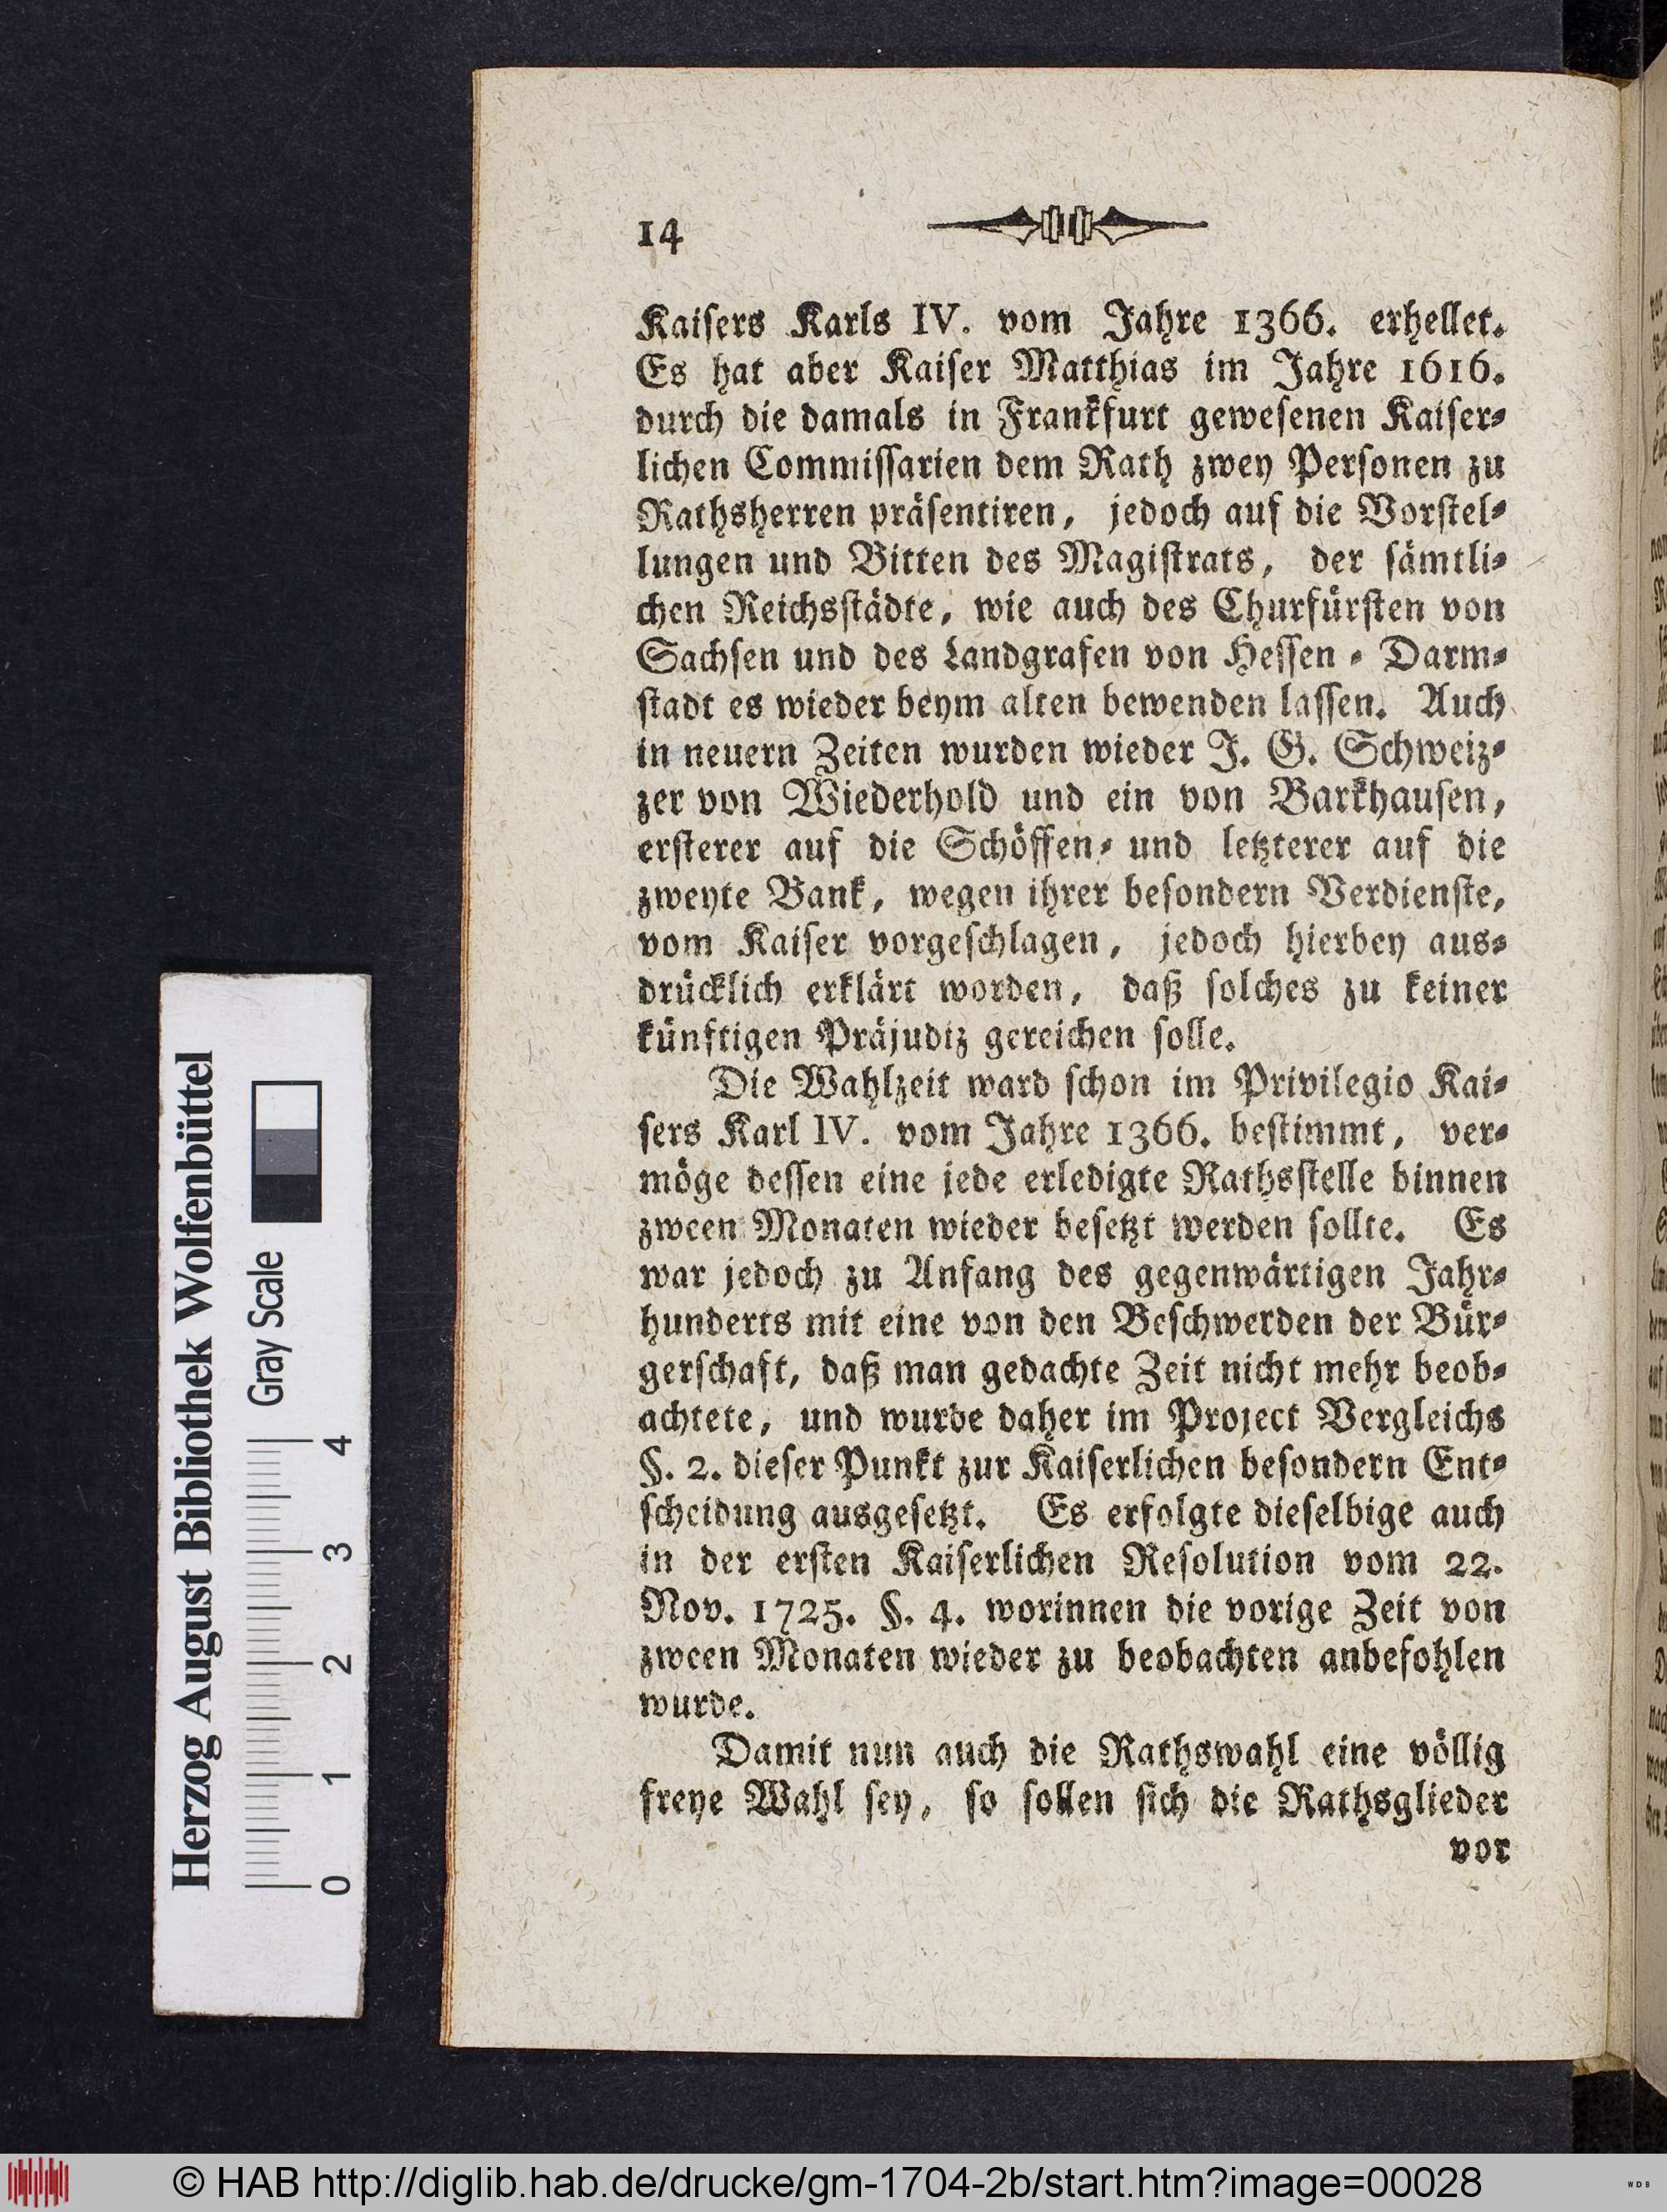 14
Kaiſers Karls IV. vom Jahre 1366. erhellet.
Es hat aber Kaiſer Matthias im Jahre 1616.
durch die damals in Frankfurt geweſenen Kaiſer⸗
lichen Commiſſarien dem Rath zwey Perſonen zu
Rathsherren präſentiren, jedoch auf die Vorſtel⸗
lungen und Bitten des Magiſtrats, der ſämtli⸗
chen Reichsſtädte, wie auch des Churfürſten von
Sachſen und des Landgrafen von Heſſen ⸗ Darm⸗
ſtadt es wieder beym alten bewenden laſſen. Auch
in neuern Zeiten wurden wieder J. G. Schweiz⸗
zer von Wiederhold und ein von Barkhauſen,
erſterer auf die Schöffen⸗ und letzterer auf die
zweyte Bank, wegen ihrer beſondern Verdienſte,
vom Kaiſer vorgeſchlagen, jedoch hierbey aus⸗
drücklich erklärt worden, daß ſolches zu keiner
künftigen Präjudiz gereichen ſolle.
Die Wahlzeit ward ſchon im Privilegio Kai⸗
ſers Karl IV. vom Jahre 1366. beſtimmt, ver⸗
möge deſſen eine jede erledigte Rathsſtelle binnen
zween Monaten wieder beſetzt werden ſollte. Es
war jedoch zu Anfang des gegenwärtigen Jahr⸗
hunderts mit eine von den Beſchwerden der Bür⸗
gerſchaft, daß man gedachte Zeit nicht mehr beob⸗
achtete, und wurde daher im Project Vergleichs
§. 2. dieſer Punkt zur Kaiſerlichen beſondern Ent⸗
ſcheidung ausgeſetzt. Es erfolgte dieſelbige auch
in der erſten Kaiſerlichen Reſolution vom 22.
Nov. 1725. §. 4. worinnen die vorige Zeit von
zween Monaten wieder zu beobachten anbefohlen
wurde.
Damit nun auch die Rathswahl eine völlig
freye Wahl ſey, ſo ſollen ſich die Rathsglieder
vor
Herzog August Bibliothek Wolfenbüttel
Gray Scale
0 1 2 3 4
© HAB http://diglib.hab.de/drucke/gm-1704-2b/start.htm?image=00028
WDB